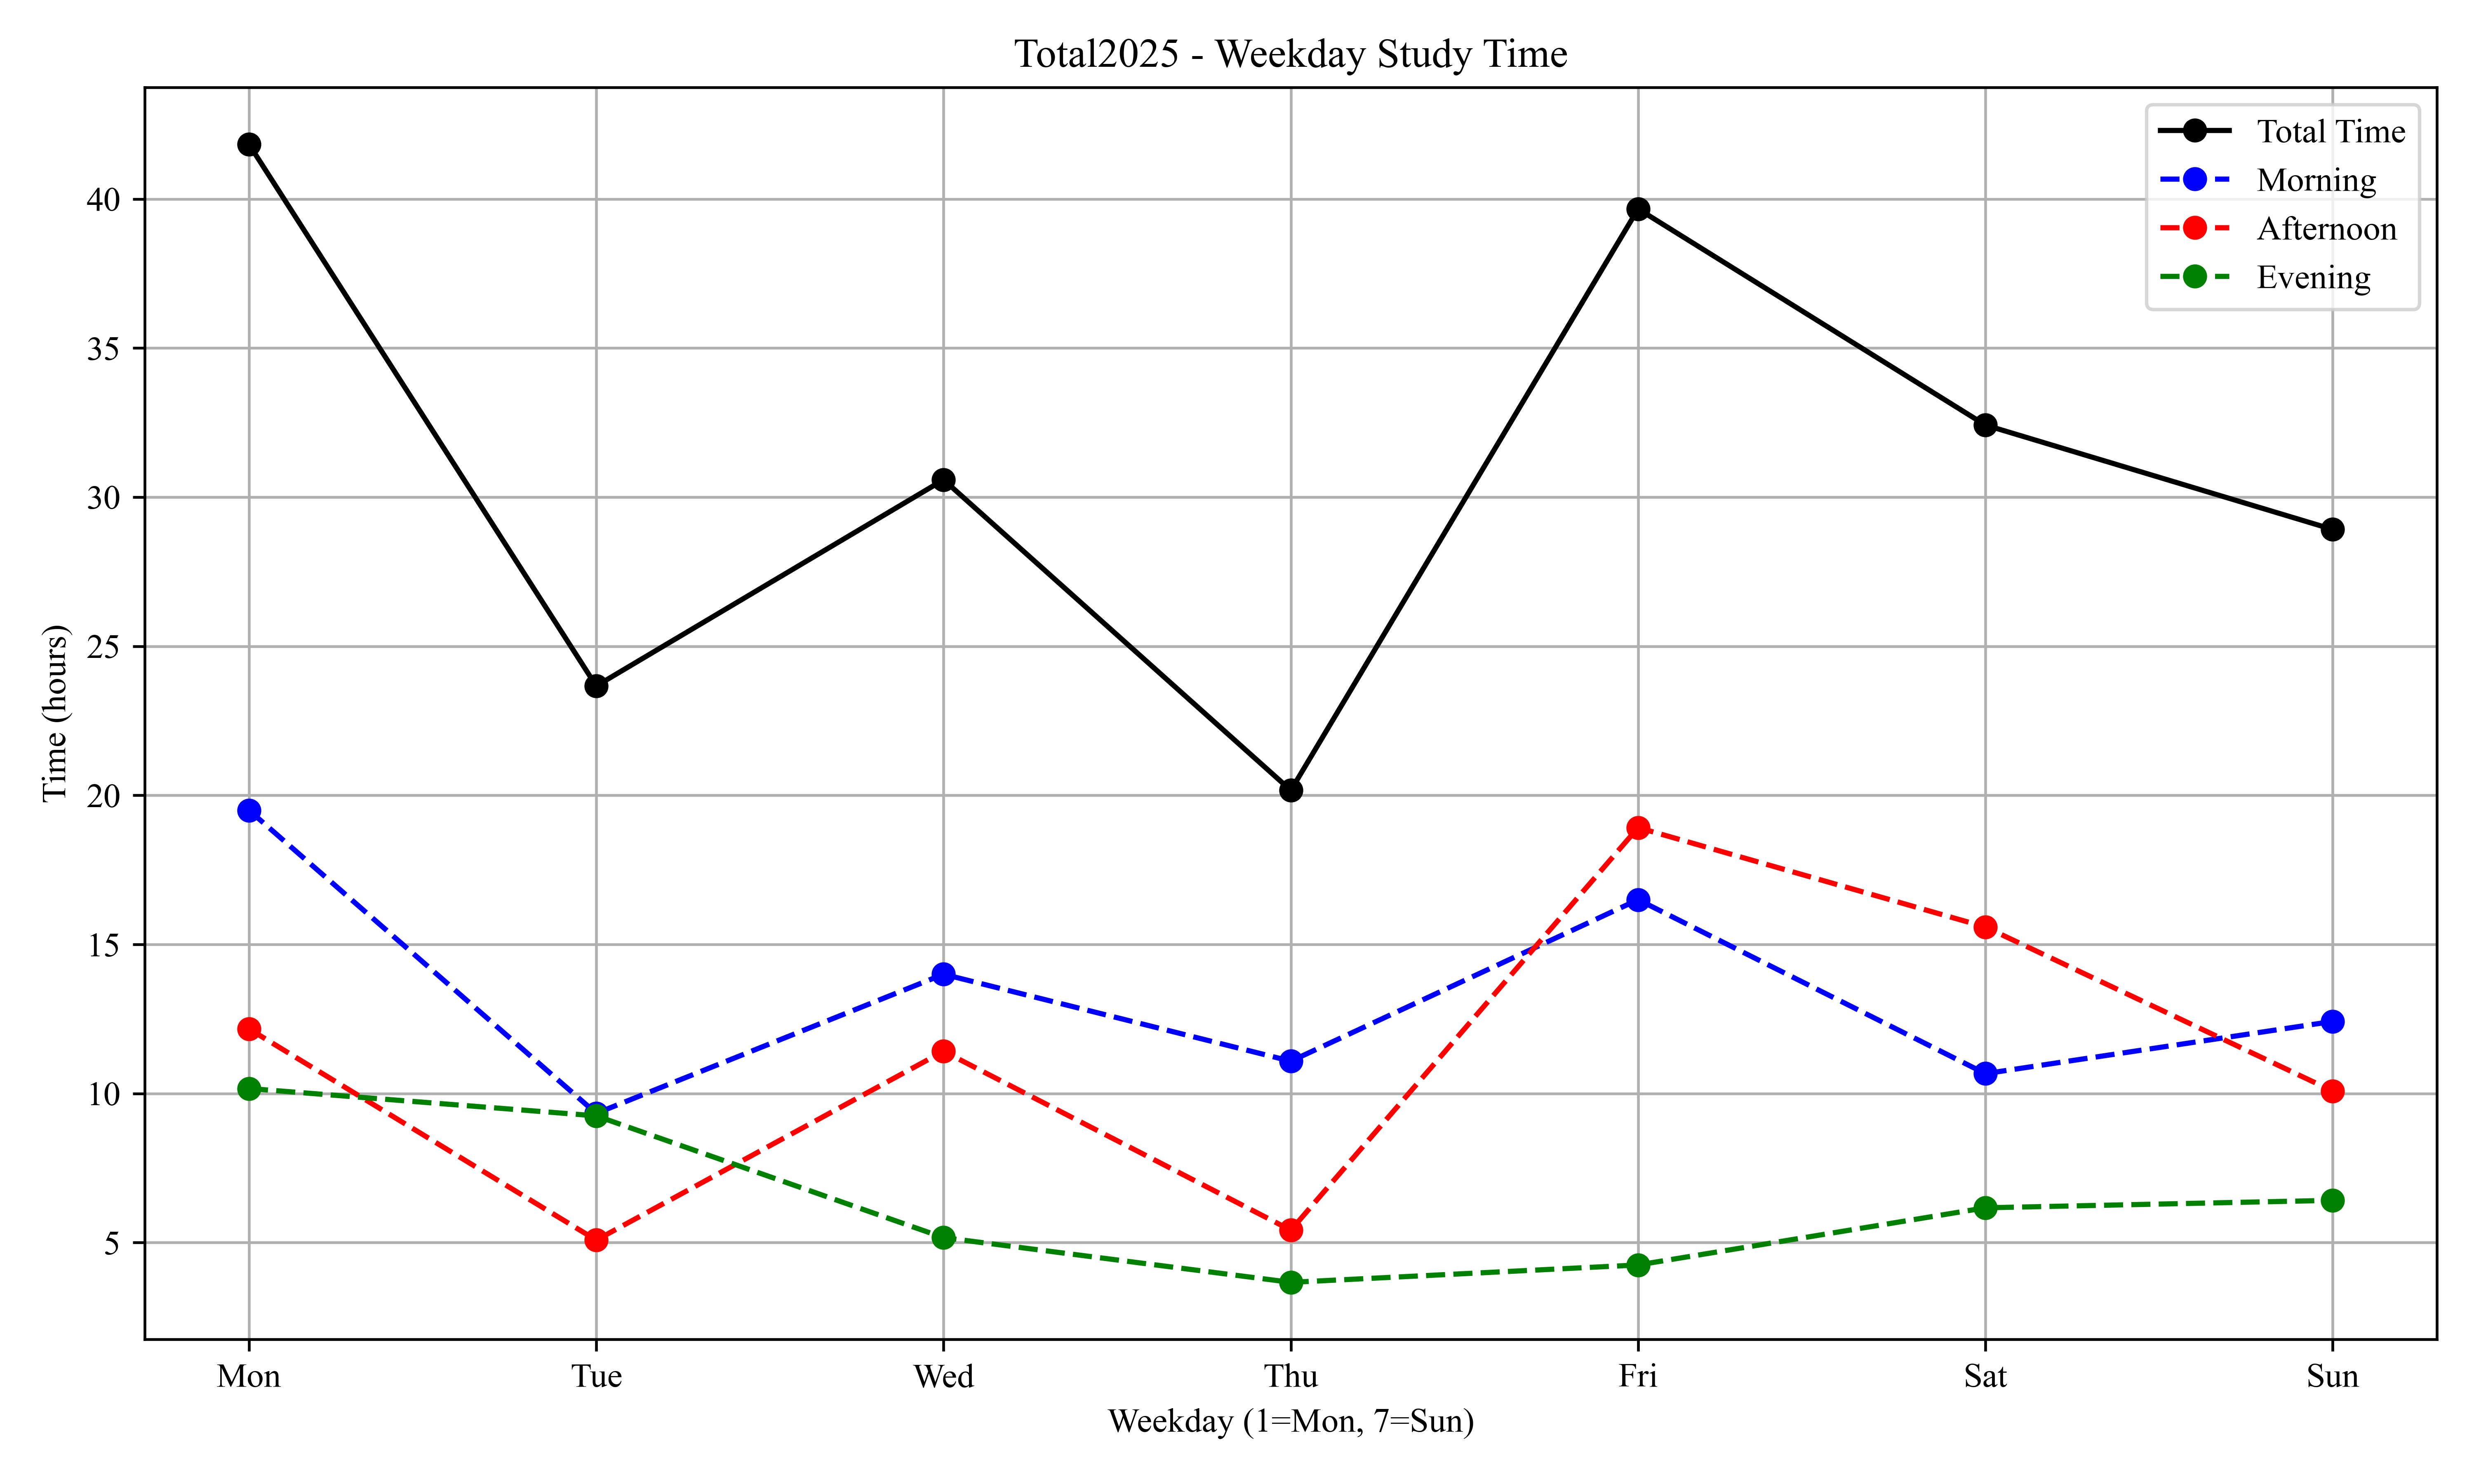 Total2025 - Weekday Study Time
Total Time
Morning
Afternoon
Evening
Time (hours)
40
35
30
25
20
15
10
5
Mon Tue Wed Thu Fri Sat Sun
Weekday (1=Mon, 7=Sun)